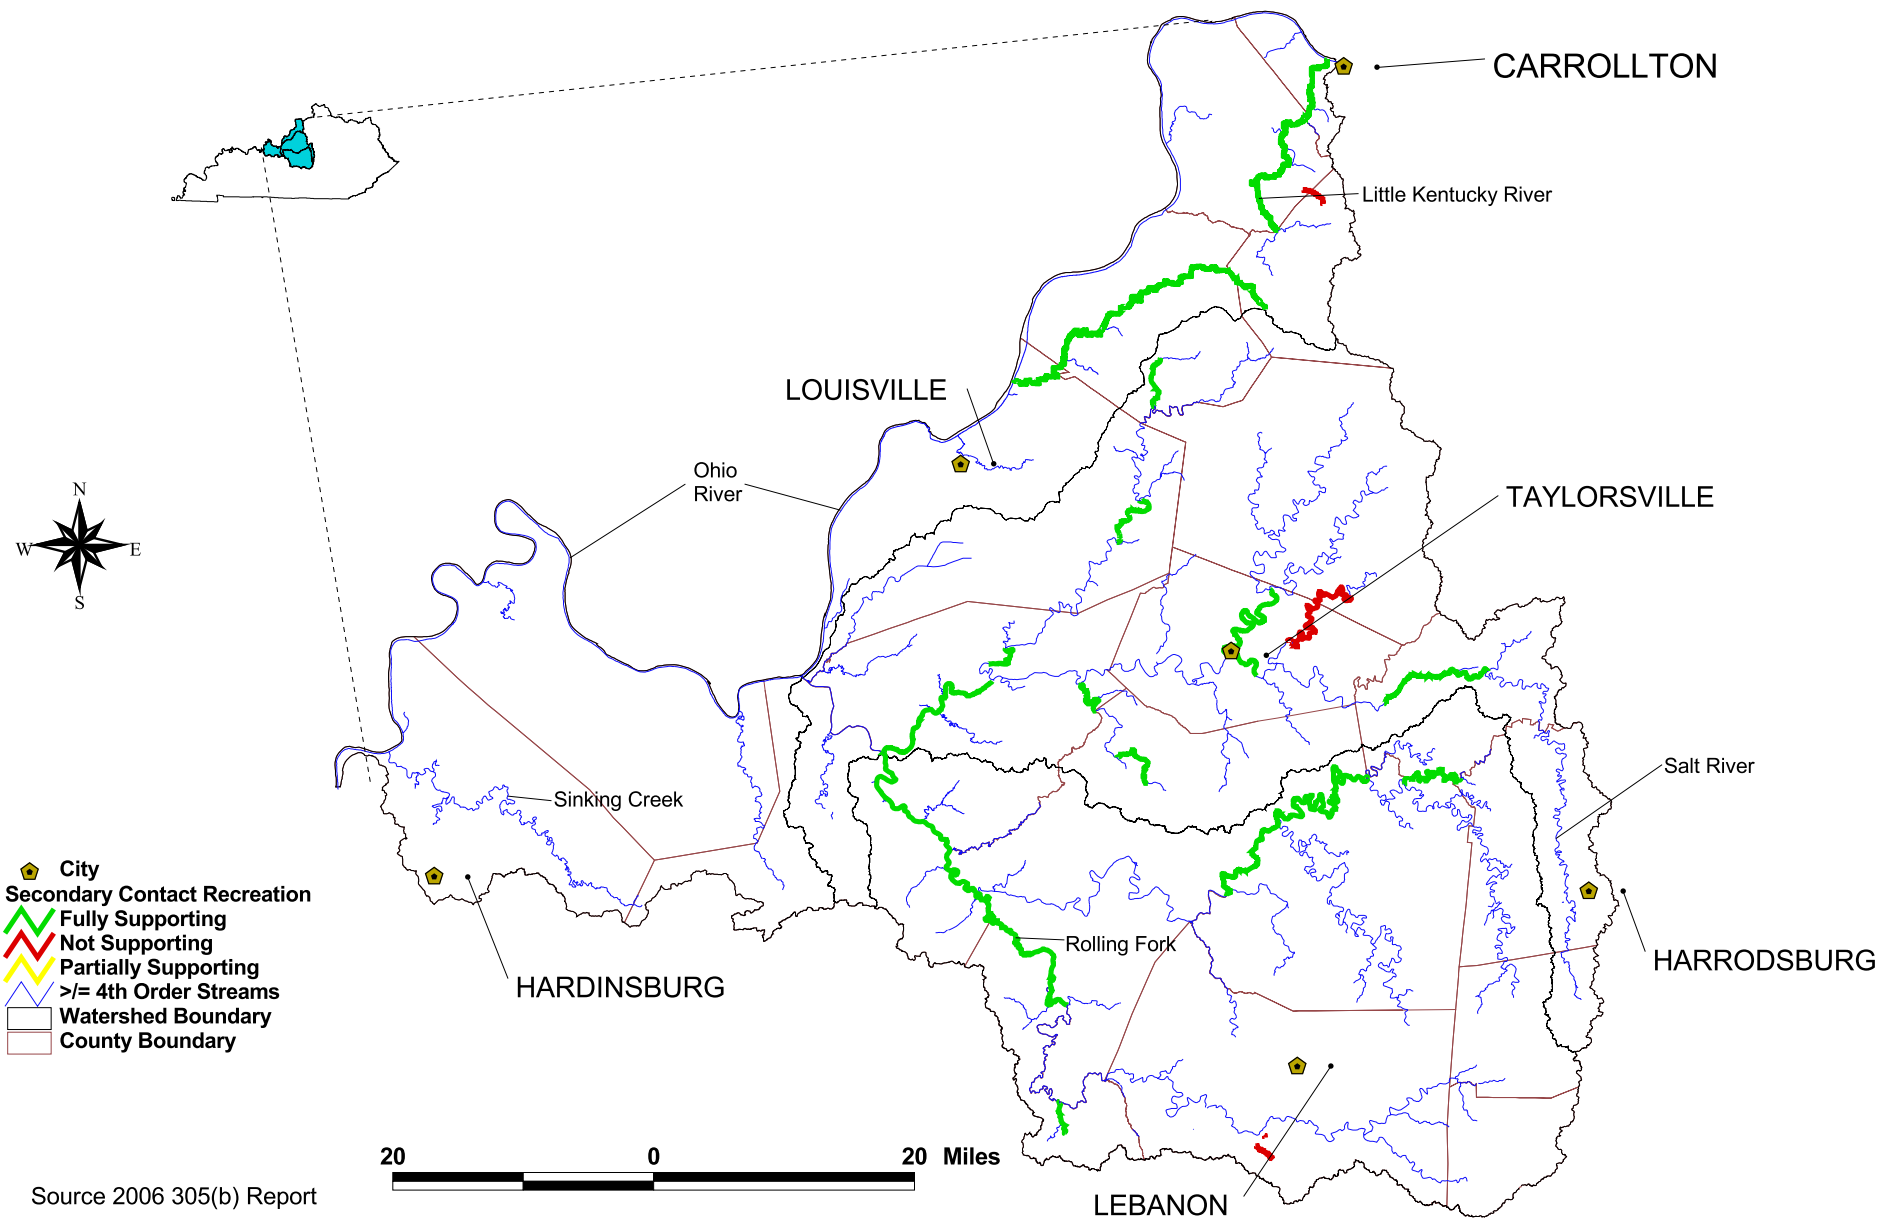 CARROLLTON
Little Kentucky River
LOUISVILLE
Ohio
River
TAYLORSVILLE
N
W
E
S
Salt River
Sinking Creek
Rolling Fork
HARRODSBURG
HARDINSBURG
City
Secondary Contact Recreation
Fully Supporting
Not Supporting
Partially Supporting
>/= 4th Order Streams
Watershed Boundary
County Boundary
20 0 20 Miles
Source 2006 305(b) Report
LEBANON